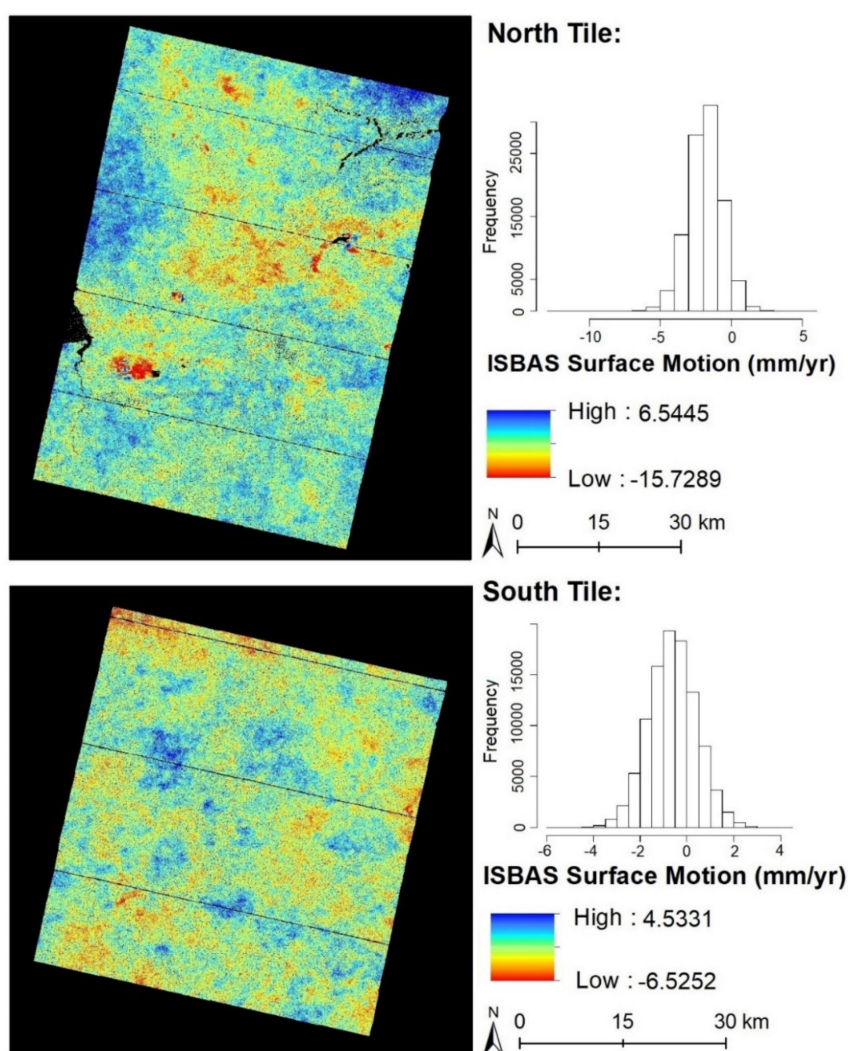 North Tile:
Frequency
25000
15000
5000
0
-10 -5 0 5
ISBAS Surface Motion (mm/yr)
High : 6.5445
Low : -15.7289
N
0 15 30 km
South Tile:
Frequency
15000
10000
5000
0
-6 -4 -2 0 2 4
ISBAS Surface Motion (mm/yr)
High : 4.5331
Low : -6.5252
N
0 15 30 km